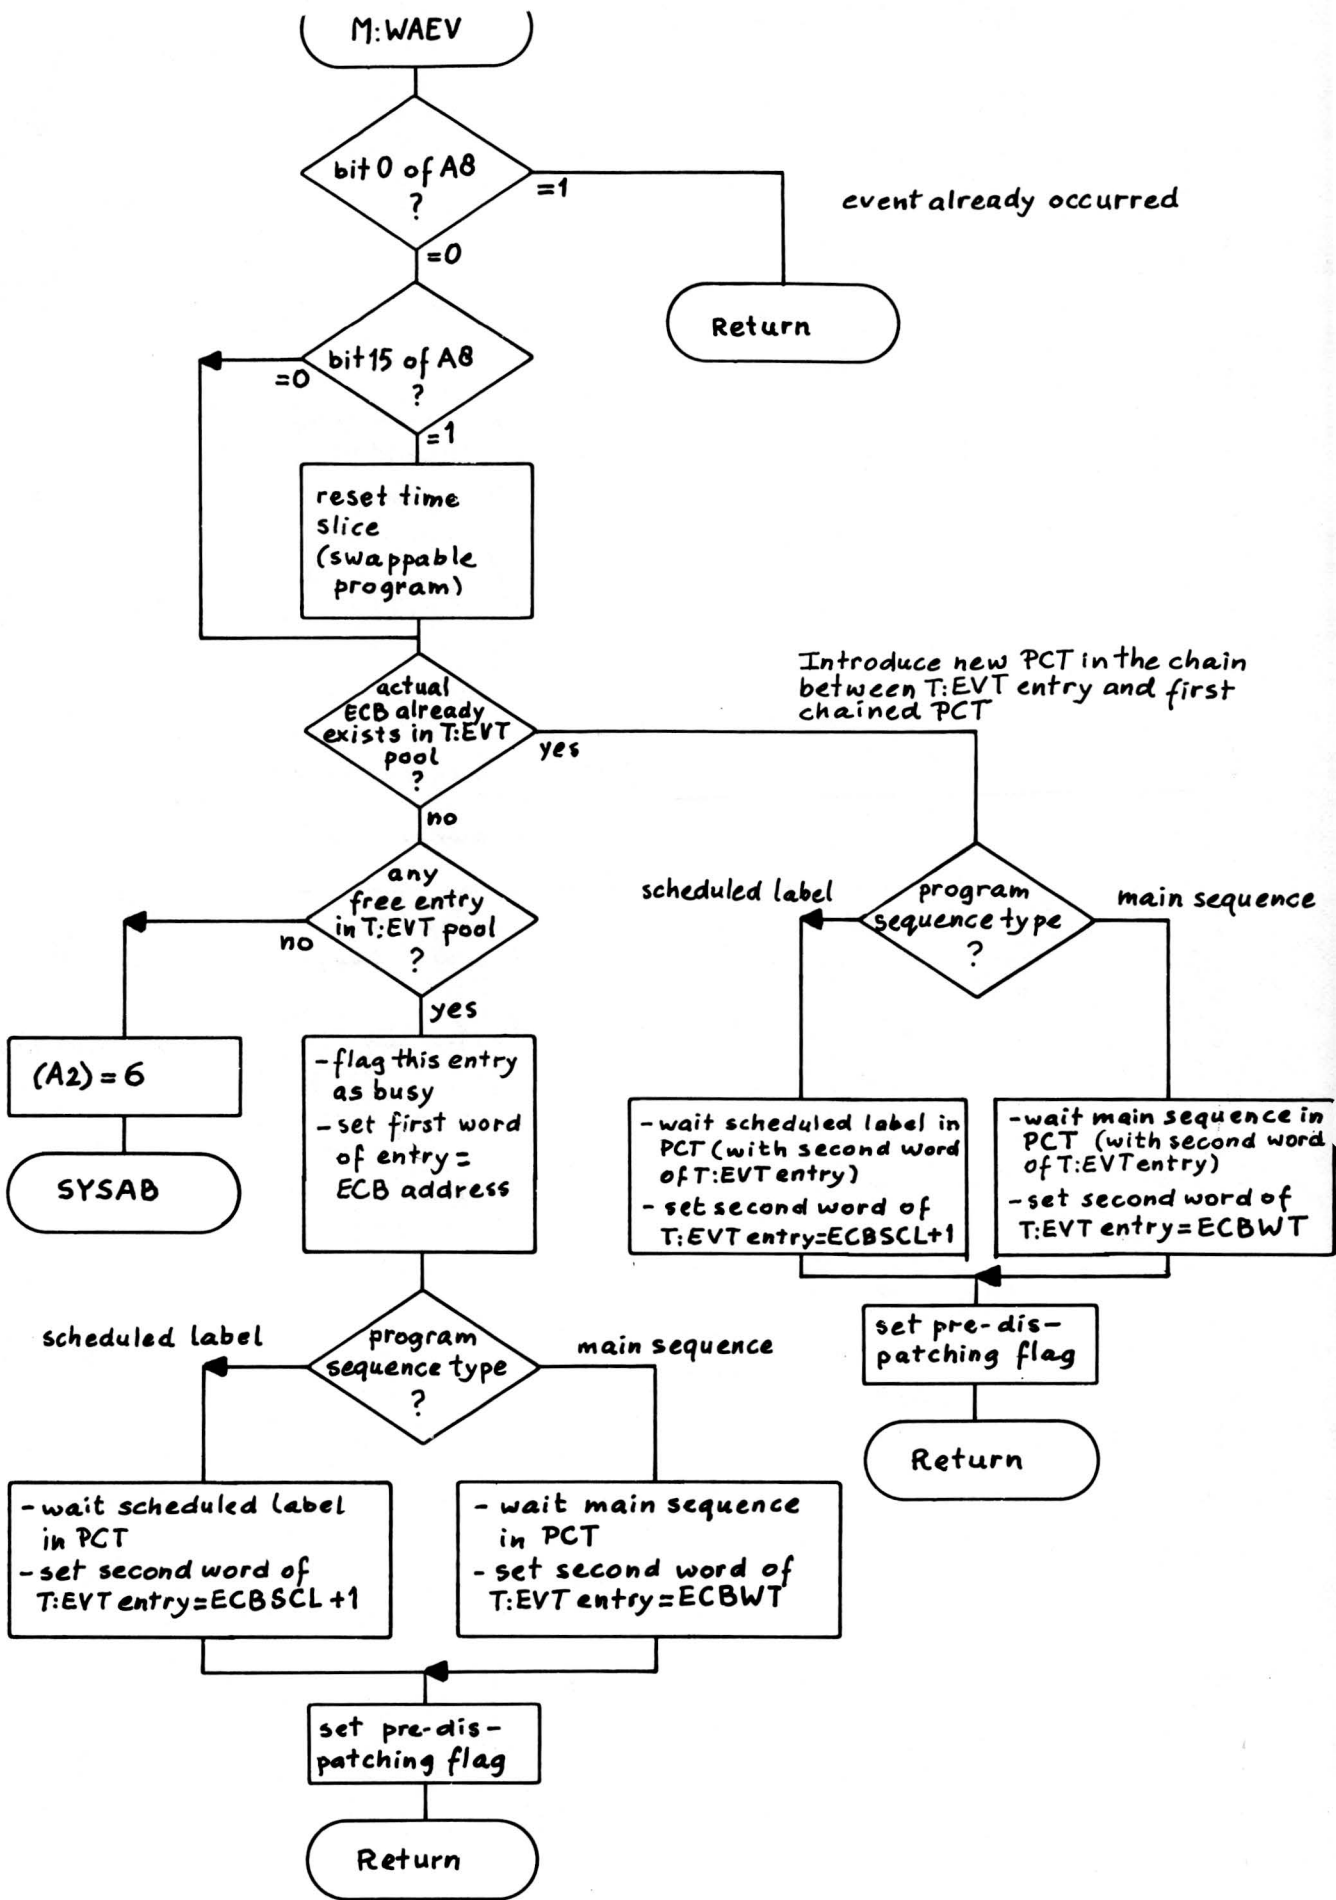 M:WAEV
bit 0 of A8
?
=1
event already occurred
=0
Return
bit 15 of A8
?
=0
=1
reset time
slice
(swappable
program)
Introduce new PCT in the chain
between T:EVT entry and first
chained PCT
actual
ECB already
exists in T:EVT
pool
?
yes
no
any
free entry
in T:EVT pool
?
no
yes
scheduled label
program
sequence type
?
main sequence
(A2) = 6
SYSAB
- flag this entry
as busy
- set first word
of entry =
ECB address
- wait scheduled label in
PCT (with second word
of T:EVT entry)
- set second word of
T:EVT entry=ECBSCL+1
- wait main sequence in
PCT (with second word
of T:EVT entry)
- set second word of
T:EVT entry=ECBWT
set pre-dis-
patching flag
Return
scheduled label
program
sequence type
?
main sequence
- wait scheduled label
in PCT
- set second word of
T:EVT entry=ECBSCL+1
- wait main sequence
in PCT
- set second word of
T:EVT entry=ECBWT
set pre-dis-
patching flag
Return